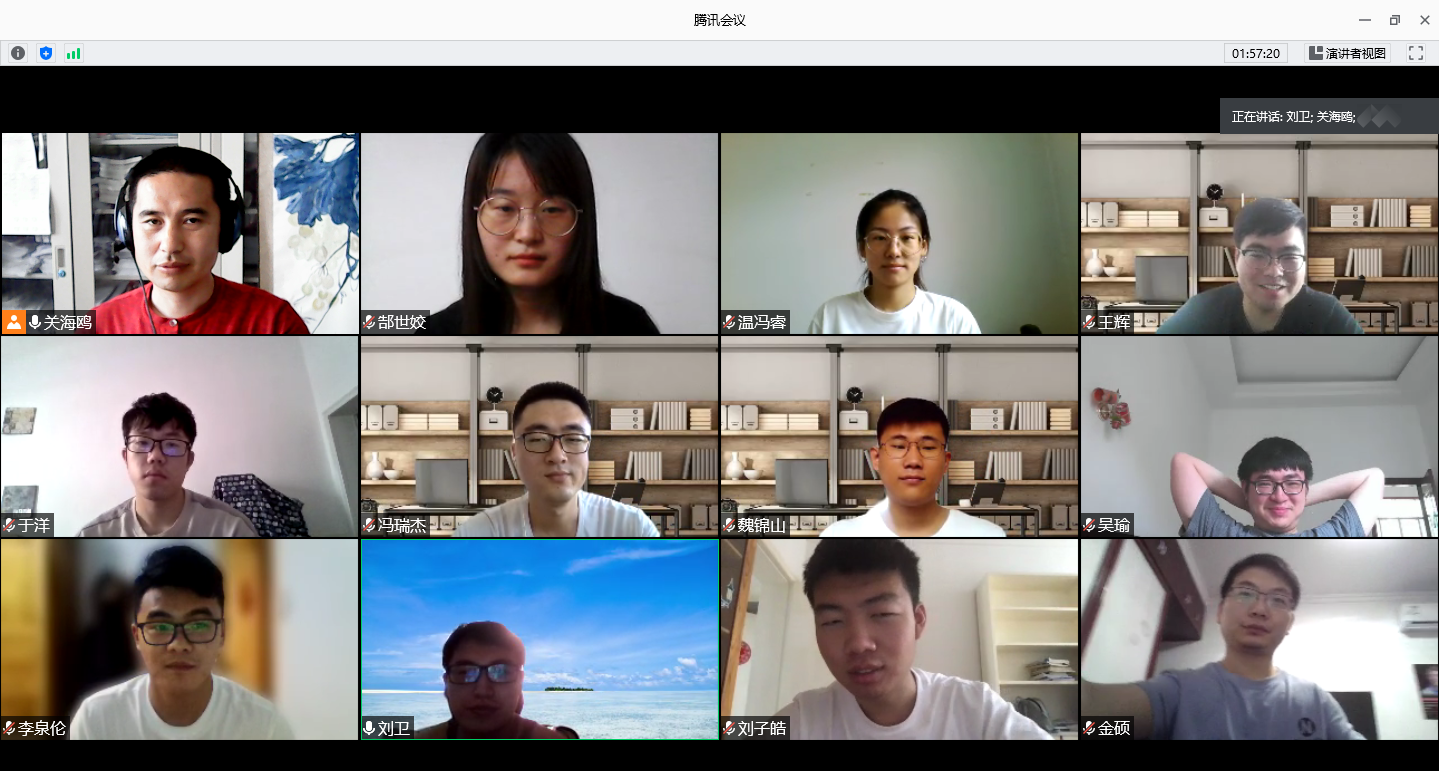 腾讯会议
01:57:20
演讲者视图
正在讲话: 刘卫; 关海鸥;
关海鸥
郜世姣
温冯睿
王辉
于洋
冯瑞杰
魏锦山
吴瑜
李泉伦
刘卫
刘子皓
金硕